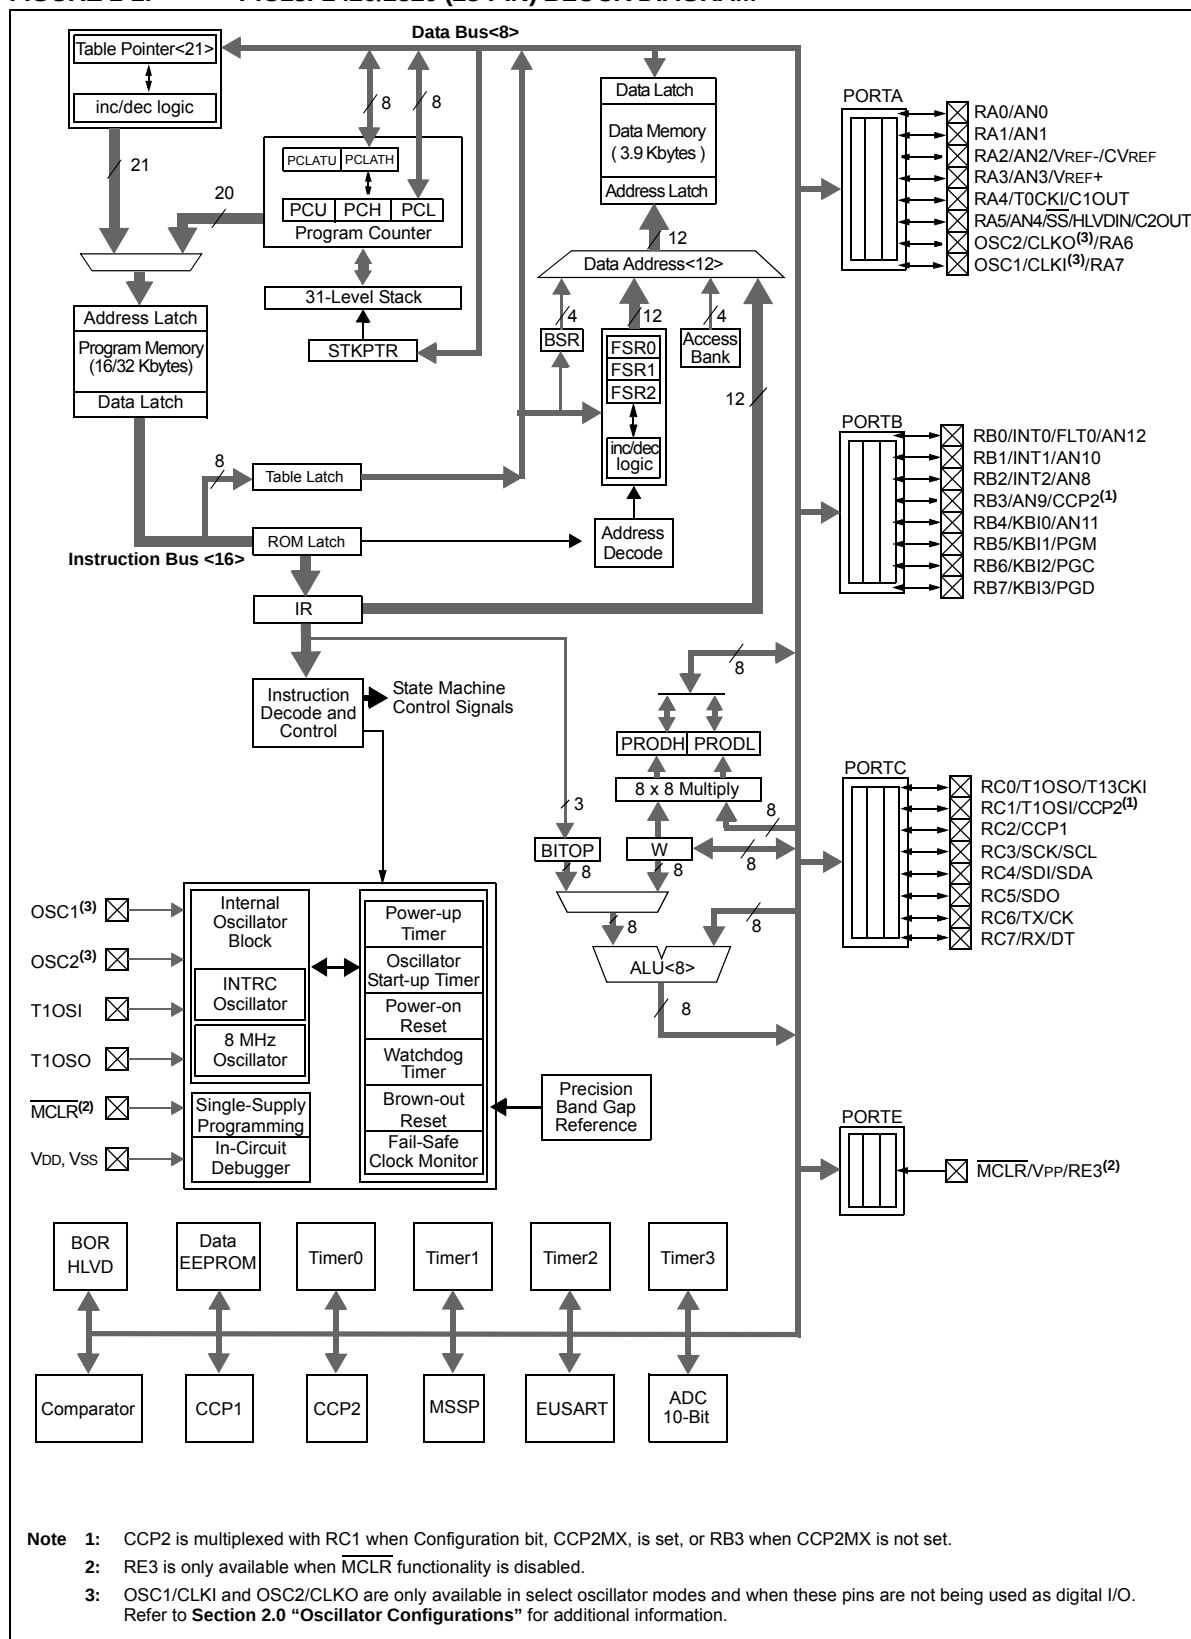 Data Bus<8>
Table Pointer<21>
inc/dec logic
21
8
8
PCLATU
PCLATH
PCU
PCH
PCL
Program Counter
20
31-Level Stack
STKPTR
Address Latch
Program Memory
(16/32 Kbytes)
Data Latch
8
Table Latch
Instruction Bus <16>
ROM Latch
IR
Data Latch
Data Memory
( 3.9 Kbytes )
Address Latch
12
Data Address<12>
4
12
4
BSR
FSR0
FSR1
FSR2
inc/dec
logic
Access
Bank
12
Address
Decode
Instruction
Decode and
Control
State Machine
Control Signals
8
PRODH
PRODL
8 x 8 Multiply
3
8
BITOP
W
8
8
8
8
8
ALU<8>
8
OSC1(3)
OSC2(3)
T1OSI
T1OSO
MCLR(2)
VDD, VSS
Internal
Oscillator
Block
INTRC
Oscillator
8 MHz
Oscillator
Single-Supply
Programming
In-Circuit
Debugger
Power-up
Timer
Oscillator
Start-up Timer
Power-on
Reset
Watchdog
Timer
Brown-out
Reset
Fail-Safe
Clock Monitor
Precision
Band Gap
Reference
PORTA
RA0/AN0
RA1/AN1
RA2/AN2/VREF-/CVREF
RA3/AN3/VREF+
RA4/T0CKI/C1OUT
RA5/AN4/SS/HLVDIN/C2OUT
OSC2/CLKO(3)/RA6
OSC1/CLKI(3)/RA7
PORTB
RB0/INT0/FLT0/AN12
RB1/INT1/AN10
RB2/INT2/AN8
RB3/AN9/CCP2(1)
RB4/KBI0/AN11
RB5/KBI1/PGM
RB6/KBI2/PGC
RB7/KBI3/PGD
PORTC
RC0/T1OSO/T13CKI
RC1/T1OSI/CCP2(1)
RC2/CCP1
RC3/SCK/SCL
RC4/SDI/SDA
RC5/SDO
RC6/TX/CK
RC7/RX/DT
PORTE
MCLR/VPP/RE3(2)
BOR
HLVD
Data
EEPROM
Timer0
Timer1
Timer2
Timer3
Comparator
CCP1
CCP2
MSSP
EUSART
ADC
10-Bit
Note 1: CCP2 is multiplexed with RC1 when Configuration bit, CCP2MX, is set, or RB3 when CCP2MX is not set.
2: RE3 is only available when MCLR functionality is disabled.
3: OSC1/CLKI and OSC2/CLKO are only available in select oscillator modes and when these pins are not being used as digital I/O.
Refer to Section 2.0 “Oscillator Configurations” for additional information.